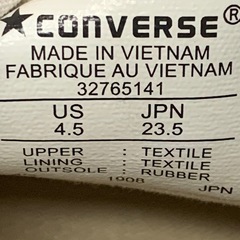 ★CONVERSE®
MADE IN VIETNAM
FABRIQUE AU VIETNAM
32765141
US JPN
4.5 23.5
UPPER : TEXTILE
LINING : TEXTILE
OUTSOLE : RUBBER
1908 JPN